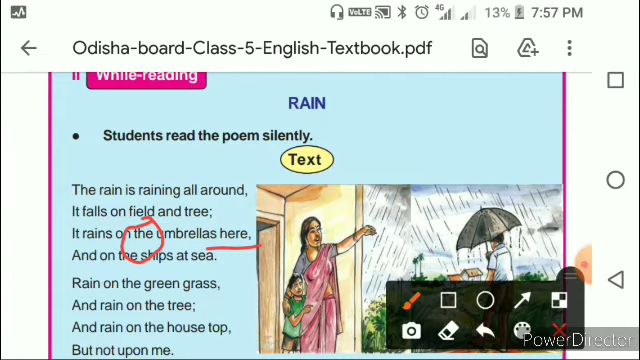 4G
VoLTE
13% 7:57 PM
Odisha-board-Class-5-English-Textbook.pdf
II While-reading
RAIN
• Students read the poem silently.
Text
The rain is raining all around,
It falls on field and tree;
It rains on the umbrellas here,
And on the ships at sea.
Rain on the green grass,
And rain on the tree;
And rain on the house top,
But not upon me.
PowerDirector